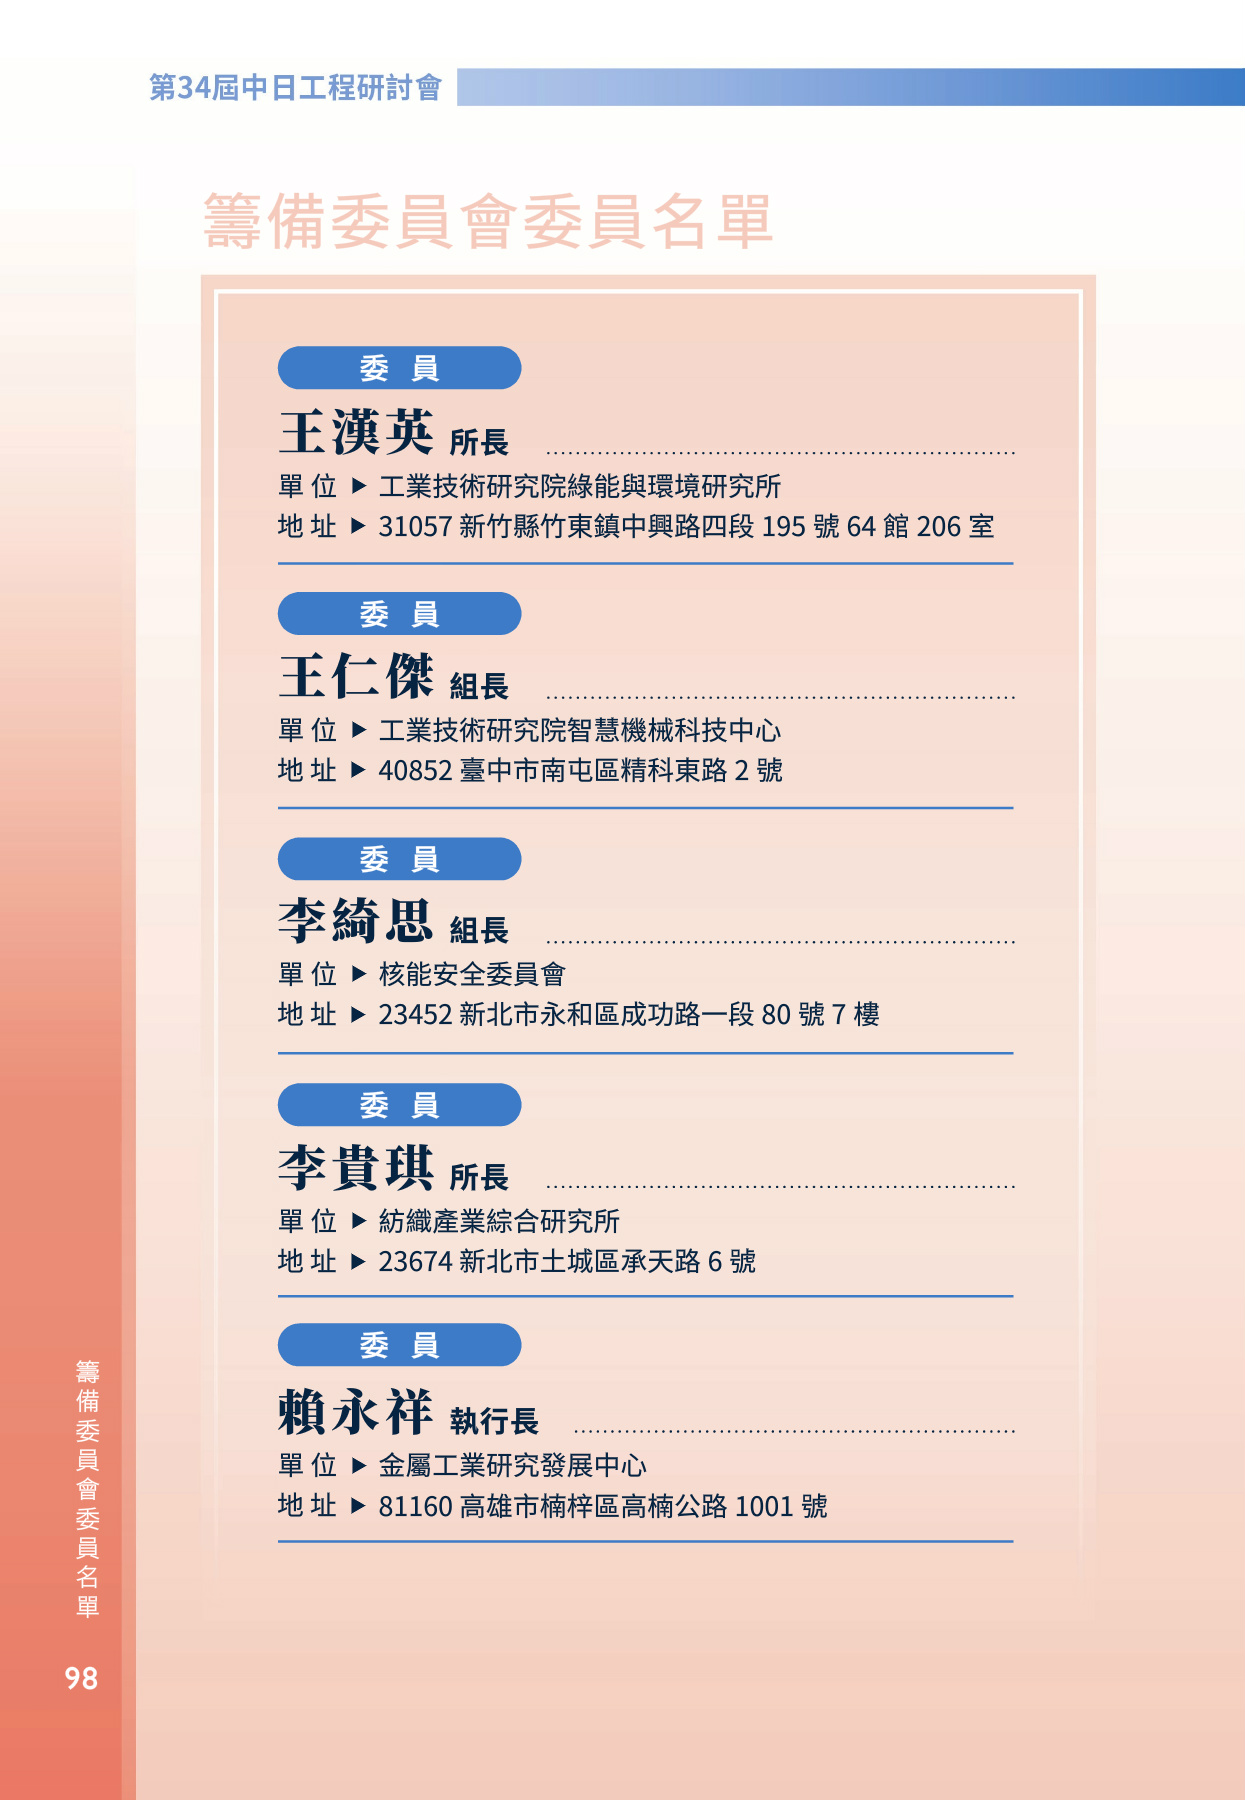 第34屆中日工程研討會
籌備委員會委員名單
委 員
王漢英 所長
單 位 ▶ 工業技術研究院綠能與環境研究所
地 址 ▶ 31057 新竹縣竹東鎮中興路四段 195 號 64 館 206 室
委 員
王仁傑 組長
單 位 ▶ 工業技術研究院智慧機械科技中心
地 址 ▶ 40852 臺中市南屯區精科東路 2 號
委 員
李綺思 組長
單 位 ▶ 核能安全委員會
地 址 ▶ 23452 新北市永和區成功路一段 80 號 7 樓
委 員
李貴琪 所長
單 位 ▶ 紡織產業綜合研究所
地 址 ▶ 23674 新北市土城區承天路 6 號
委 員
賴永祥 執行長
單 位 ▶ 金屬工業研究發展中心
地 址 ▶ 81160 高雄市楠梓區高楠公路 1001 號
籌備委員會委員名單
98